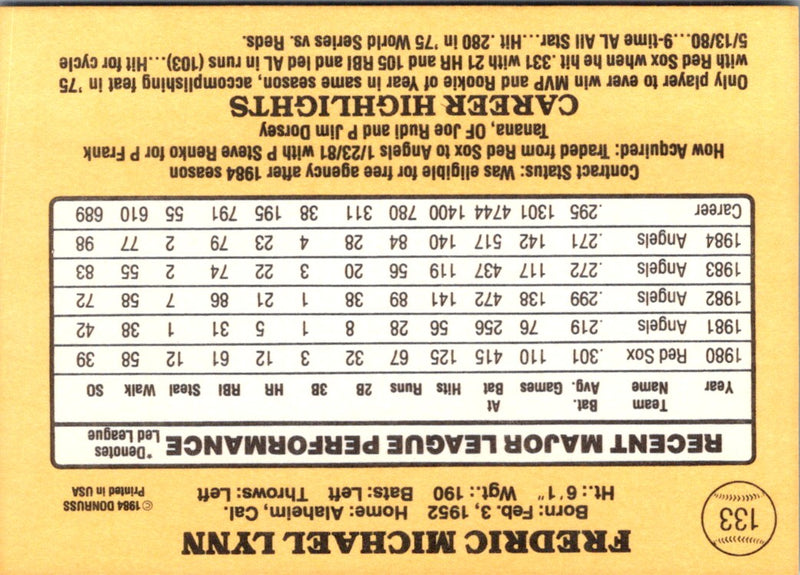 133
FREDRIC MICHAEL LYNN
Born: Feb. 3, 1952 Home: Alaheim, Cal.
Ht.: 6'1" Wgt.: 190 Bats: Left Throws: Left
© 1984 DONRUSS
Printed in USA
RECENT MAJOR LEAGUE PERFORMANCE
*Denotes
Led League
Year Team Name Bat. Avg. Games At Bat Hits Runs 2B 3B HR RBI Steal Walk SO
1980 Red Sox .301 110 415 125 67 32 3 12 61 12 58 39
1981 Angels .219 76 256 56 28 8 1 5 31 1 38 42
1982 Angels .299 138 472 141 89 38 1 21 86 7 58 72
1983 Angels .272 117 437 119 56 20 3 22 74 2 55 83
1984 Angels .271 142 517 140 84 28 4 23 79 2 77 98
Career .295 1301 4744 1400 780 311 38 195 791 55 610 689
Contract Status: Was eligible for free agency after 1984 season
How Acquired: Traded from Red Sox to Angels 1/23/81 with P Steve Renko for P Frank
Tanana, OF Joe Rudi and P Jim Dorsey
CAREER HIGHLIGHTS
Only player to ever win MVP and Rookie of Year in same season, accomplishing feat in '75
with Red Sox when he hit .331 with 21 HR and 105 RBI and led AL in runs (103)...Hit for cycle
5/13/80...9-time AL All Star...Hit .280 in '75 World Series vs. Reds.